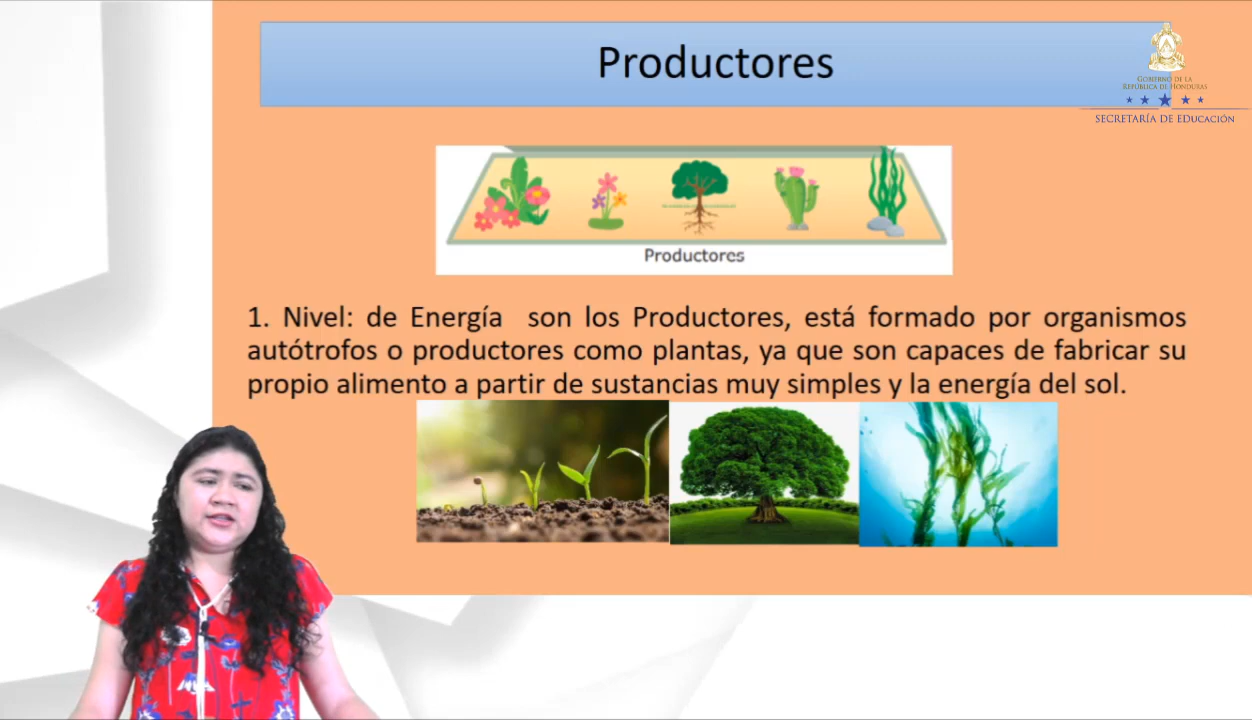 Productores
GOBIERNO DE LA
REPÚBLICA DE HONDURAS
SECRETARÍA DE EDUCACIÓN
Productores
1. Nivel: de Energía son los Productores, está formado por organismos
autótrofos o productores como plantas, ya que son capaces de fabricar su
propio alimento a partir de sustancias muy simples y la energía del sol.